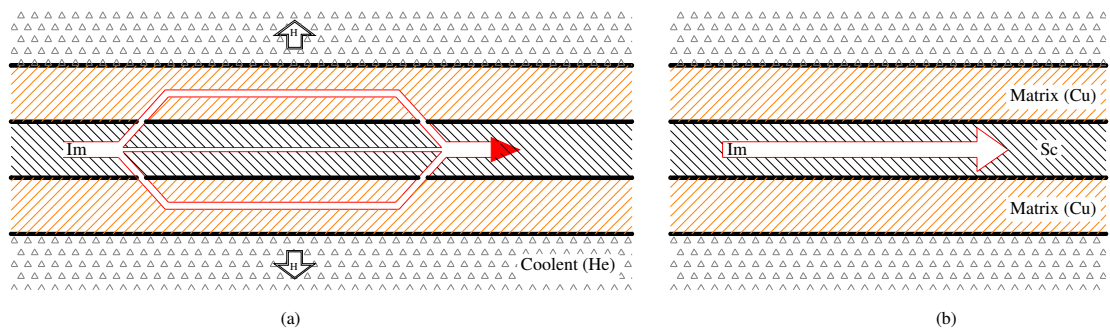 H
Matrix (Cu)
Im
Im
Sc
Matrix (Cu)
H
Coolent (He)
(a)
(b)